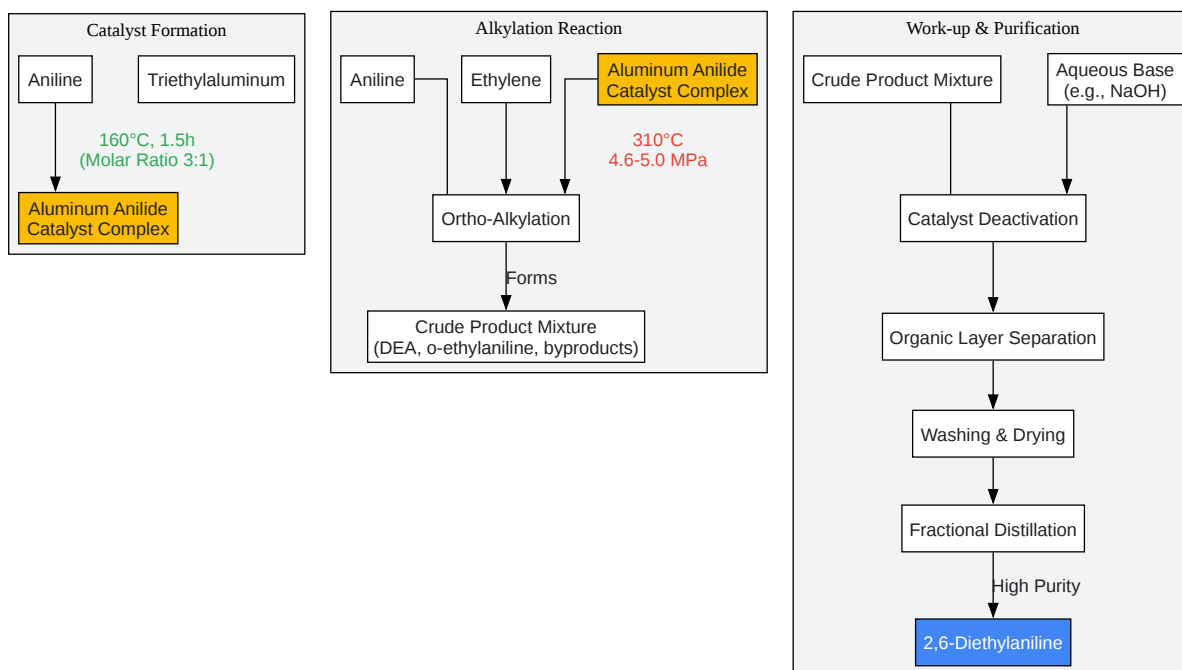 Catalyst Formation
Aniline
Triethylaluminum
160°C, 1.5h
(Molar Ratio 3:1)
Aluminum Anilide
Catalyst Complex
Alkylation Reaction
Aniline
Ethylene
Aluminum Anilide
Catalyst Complex
310°C
4.6-5.0 MPa
Ortho-Alkylation
Forms
Crude Product Mixture
(DEA, o-ethylaniline, byproducts)
Work-up & Purification
Crude Product Mixture
Aqueous Base
(e.g., NaOH)
Catalyst Deactivation
Organic Layer Separation
Washing & Drying
Fractional Distillation
High Purity
2,6-Diethylaniline